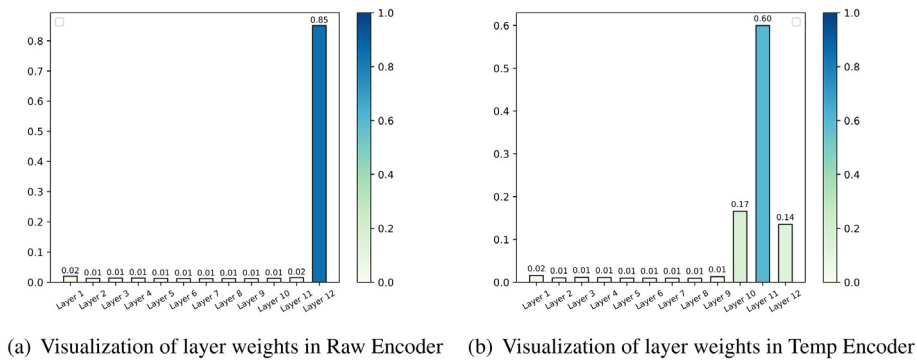 0.8
0.7
0.6
0.5
0.4
0.3
0.2
0.1
0.0
0.02
0.01
0.01
0.01
0.01
0.01
0.01
0.01
0.01
0.01
0.02
0.85
Layer 1
Layer 2
Layer 3
Layer 4
Layer 5
Layer 6
Layer 7
Layer 8
Layer 9
Layer 10
Layer 11
Layer 12
1.0
0.8
0.6
0.4
0.2
0.0
0.6
0.5
0.4
0.3
0.2
0.1
0.0
0.02
0.01
0.01
0.01
0.01
0.01
0.01
0.01
0.01
0.17
0.60
0.14
Layer 1
Layer 2
Layer 3
Layer 4
Layer 5
Layer 6
Layer 7
Layer 8
Layer 9
Layer 10
Layer 11
Layer 12
1.0
0.8
0.6
0.4
0.2
0.0
(a) Visualization of layer weights in Raw Encoder
(b) Visualization of layer weights in Temp Encoder